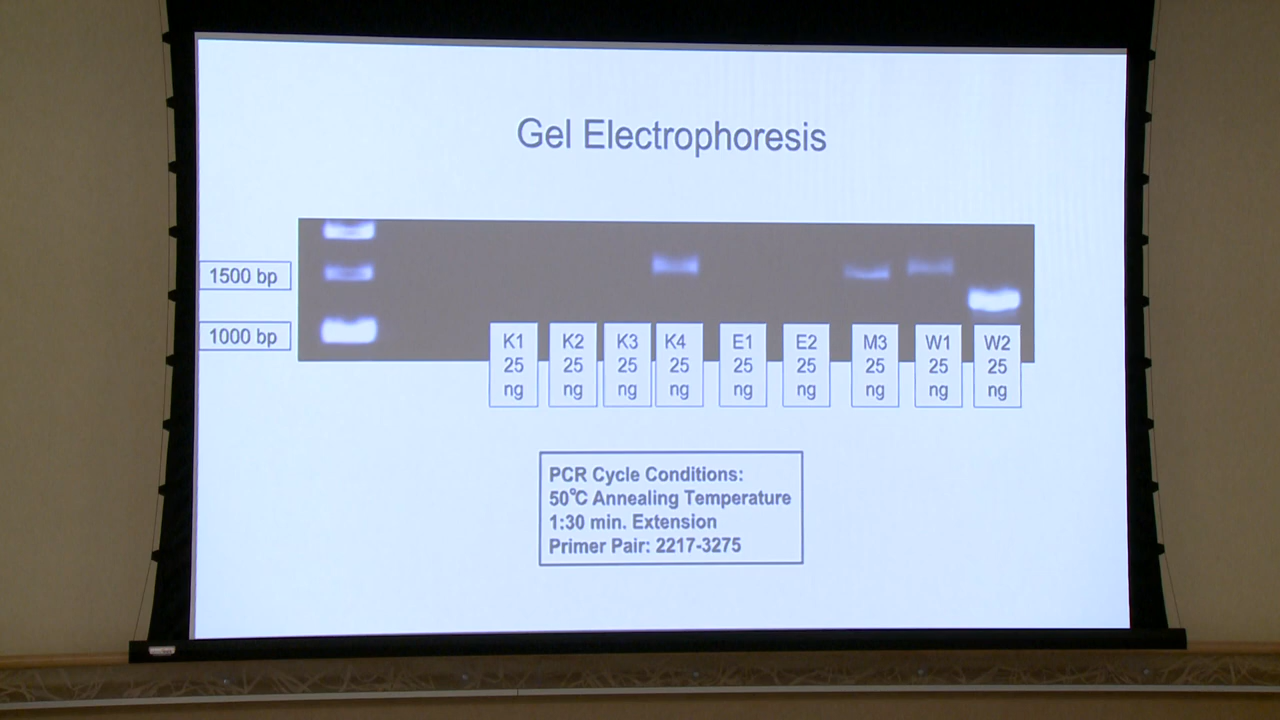 Gel Electrophoresis
1500 bp
1000 bp
K1
25
ng
K2
25
ng
K3
25
ng
K4
25
ng
E1
25
ng
E2
25
ng
M3
25
ng
W1
25
ng
W2
25
ng
PCR Cycle Conditions:
50°C Annealing Temperature
1:30 min. Extension
Primer Pair: 2217-3275